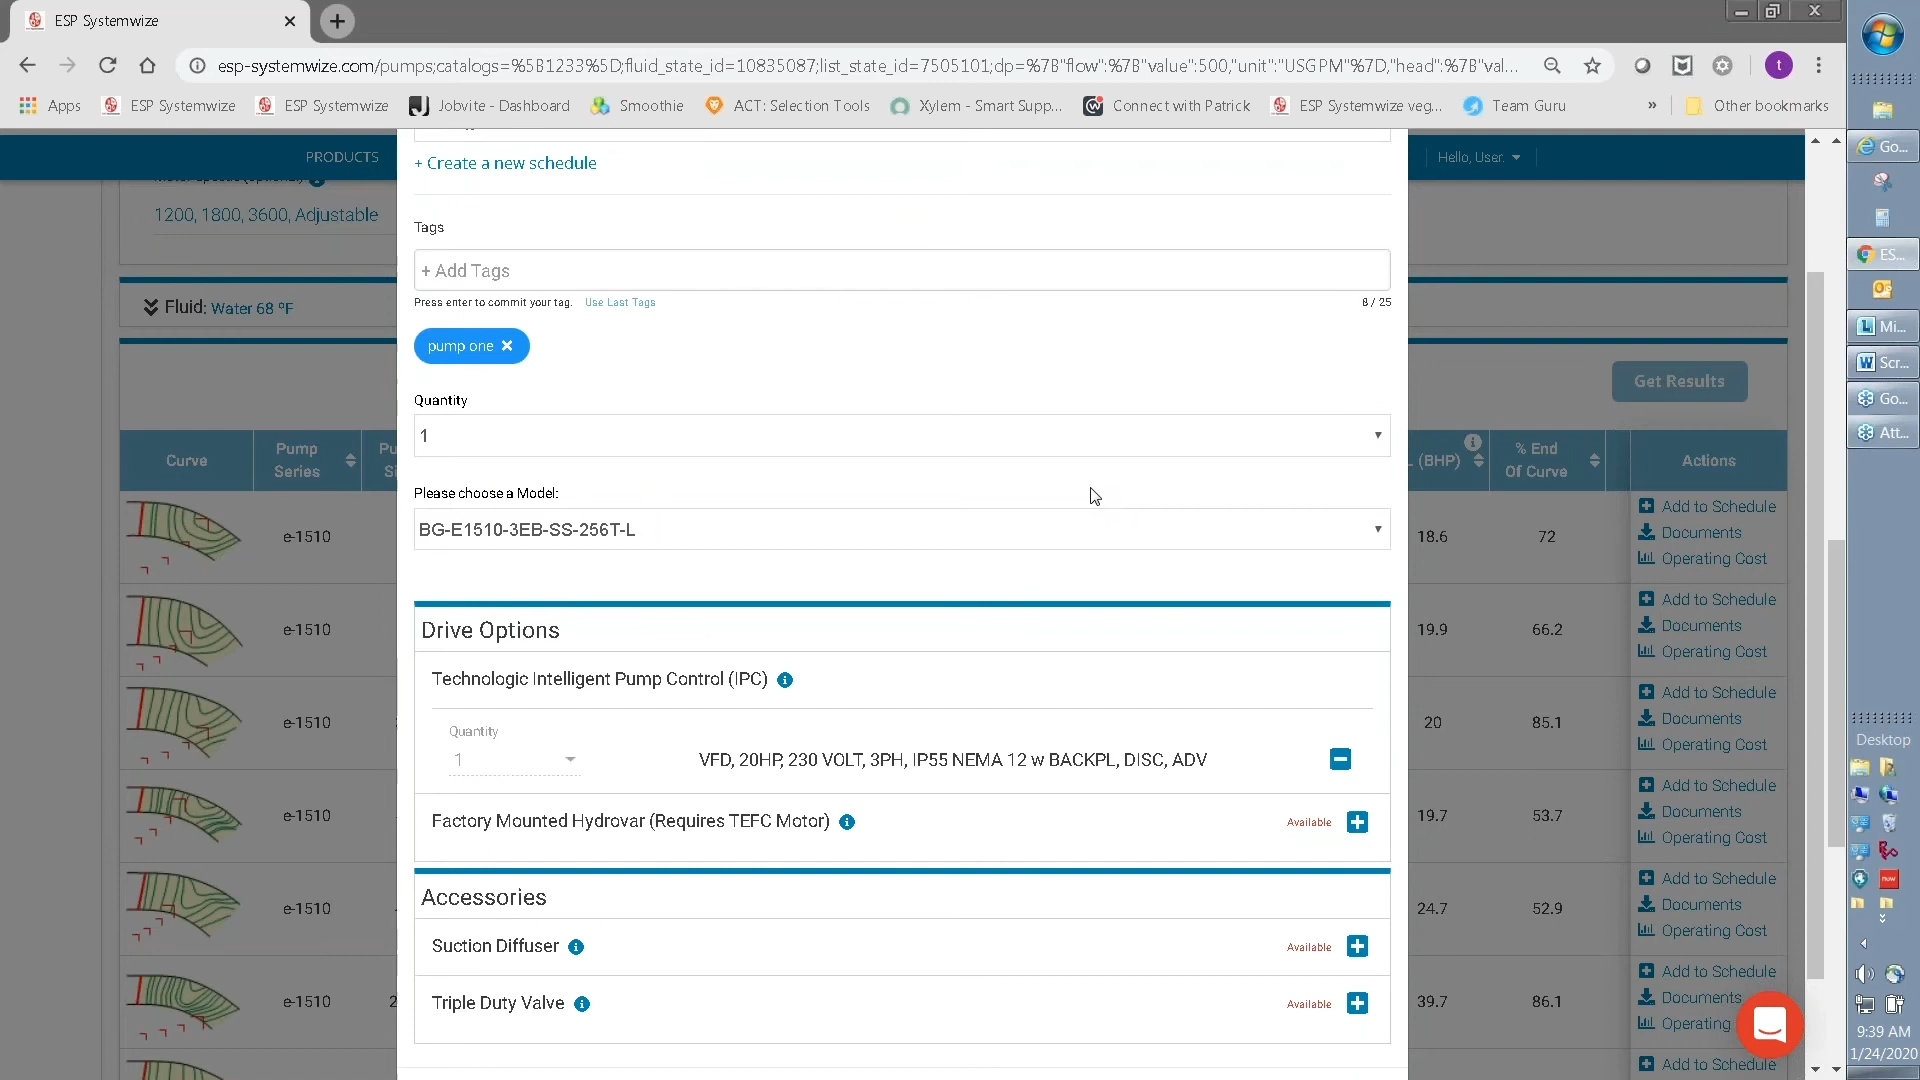 ESP Systemwize
esp-systemwize.com/pumps;catalogs=%5B1233%5D;fluid_state_id=10835087;list_state_id=7505101;dp=%7B"flow":%7B"value":500,"unit":"USGPM"%7D,"head":%7B"val...
t
Apps
ESP Systemwize
ESP Systemwize
Jobvite - Dashboard
Smoothie
ACT: Selection Tools
Xylem - Smart Supp...
Connect with Patrick
ESP Systemwize veg...
Team Guru
»
Other bookmarks
PRODUCTS
Hello, User.
+ Create a new schedule
1200, 1800, 3600, Adjustable
Tags
+ Add Tags
Press enter to commit your tag.
Use Last Tags
8 / 25
Fluid: Water 68 ºF
pump one
Get Results
Quantity
1
Curve
Pump Series
Pu
Si
(BHP)
% End Of Curve
Actions
Please choose a Model:
BG-E1510-3EB-SS-256T-L
e-1510
18.6
72
Add to Schedule
Documents
Operating Cost
e-1510
19.9
66.2
Add to Schedule
Documents
Operating Cost
Drive Options
Technologic Intelligent Pump Control (IPC)
e-1510
20
85.1
Add to Schedule
Documents
Operating Cost
Quantity
1
VFD, 20HP, 230 VOLT, 3PH, IP55 NEMA 12 w BACKPL, DISC, ADV
Factory Mounted Hydrovar (Requires TEFC Motor)
Available
e-1510
19.7
53.7
Add to Schedule
Documents
Operating Cost
Accessories
e-1510
24.7
52.9
Add to Schedule
Documents
Operating Cost
Suction Diffuser
Available
Triple Duty Valve
Available
e-1510
2
39.7
86.1
Add to Schedule
Documents
Operating
Add to Schedule
Go...
ES...
Mi...
Scr...
Go...
Att...
Desktop
now
9:39 AM
1/24/2020